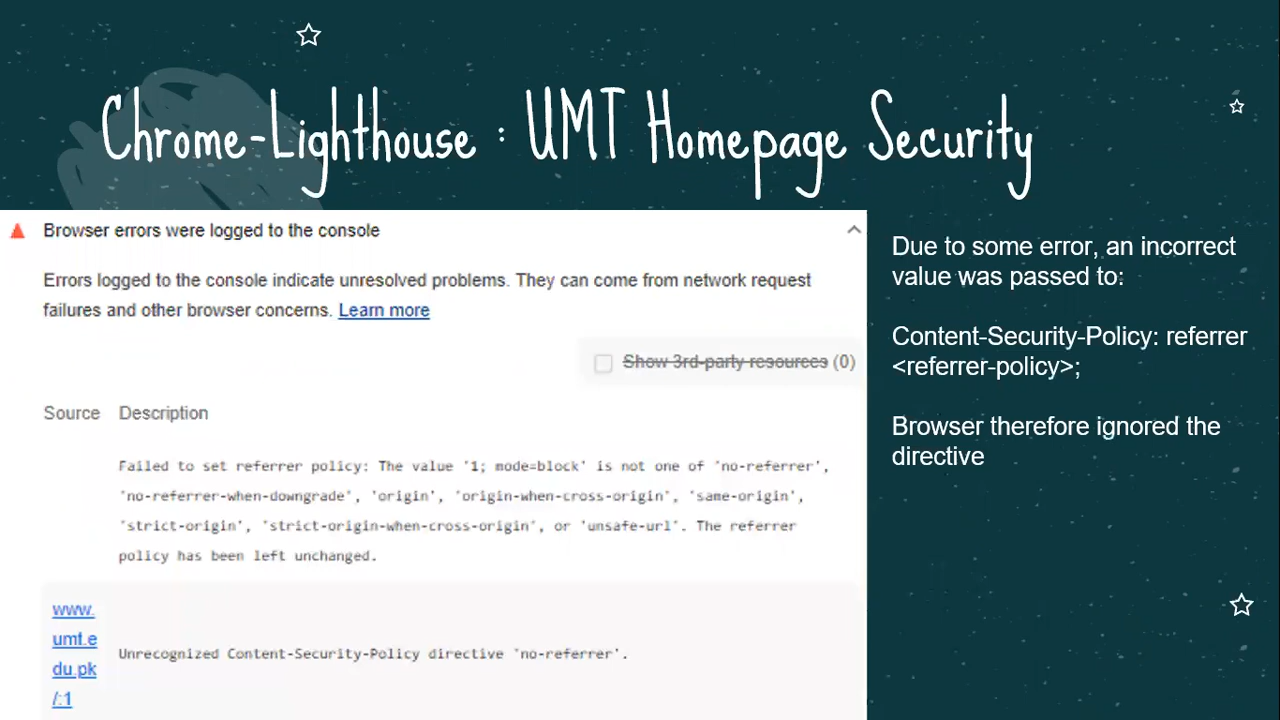 Chrome-Lighthouse : UMT Homepage Security
Browser errors were logged to the console
Errors logged to the console indicate unresolved problems. They can come from network request
failures and other browser concerns. Learn more
Show 3rd-party resources (0)
Source Description
Failed to set referrer policy: The value '1; mode=block' is not one of 'no-referrer',
'no-referrer-when-downgrade', 'origin', 'origin-when-cross-origin', 'same-origin',
'strict-origin', 'strict-origin-when-cross-origin', or 'unsafe-url'. The referrer
policy has been left unchanged.
www.
umt.e
du.pk
/:1
Unrecognized Content-Security-Policy directive 'no-referrer'.
Due to some error, an incorrect
value was passed to:
Content-Security-Policy: referrer
<referrer-policy>;
Browser therefore ignored the
directive